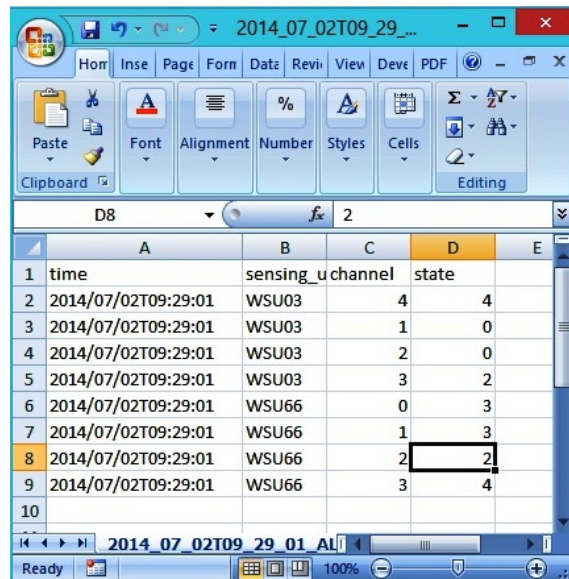 2014_07_02T09_29_...
Hom Inse Page Form Data Revi View Deve PDF
Paste Font Alignment Number Styles Cells
Clipboard Editing
D8 fx 2
A B C D E
1 time sensing_u channel state
2 2014/07/02T09:29:01 WSU03 4 4
3 2014/07/02T09:29:01 WSU03 1 0
4 2014/07/02T09:29:01 WSU03 2 0
5 2014/07/02T09:29:01 WSU03 3 2
6 2014/07/02T09:29:01 WSU66 0 3
7 2014/07/02T09:29:01 WSU66 1 3
8 2014/07/02T09:29:01 WSU66 2 2
9 2014/07/02T09:29:01 WSU66 3 4
10
2014_07_02T09_29_01_AL
Ready 100%